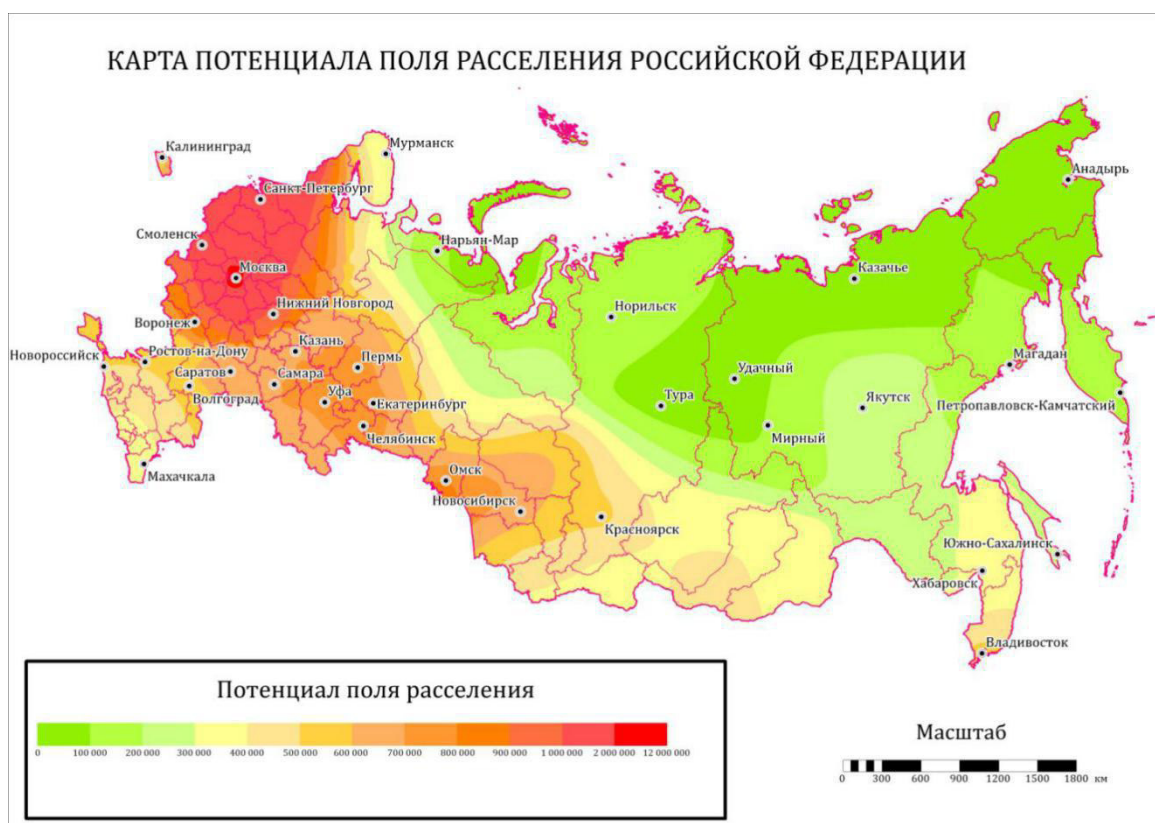 КАРТА ПОТЕНЦИАЛА ПОЛЯ РАССЕЛЕНИЯ РОССИЙСКОЙ ФЕДЕРАЦИИ
Калининград
Мурманск
Анадырь
Санкт-Петербург
Смоленск
Нарьян-Мар
Москва
Казачье
Норильск
Нижний Новгород
Воронеж
Казань
Новороссийск
Ростов-на-Дону
Пермь
Магадан
Саратов
Самара
Удачный
Волгоград
Уфа
Екатеринбург
Тура
Якутск
Петропавловск-Камчатский
Челябинск
Мирный
Махачкала
Омск
Новосибирск
Красноярск
Южно-Сахалинск
Хабаровск
Владивосток
Потенциал поля расселения
0 100 000 200 000 300 000 400 000 500 000 600 000 700 000 800 000 900 000 1 000 000 2 000 000 12 000 000
Масштаб
0 300 600 900 1200 1500 1800 км